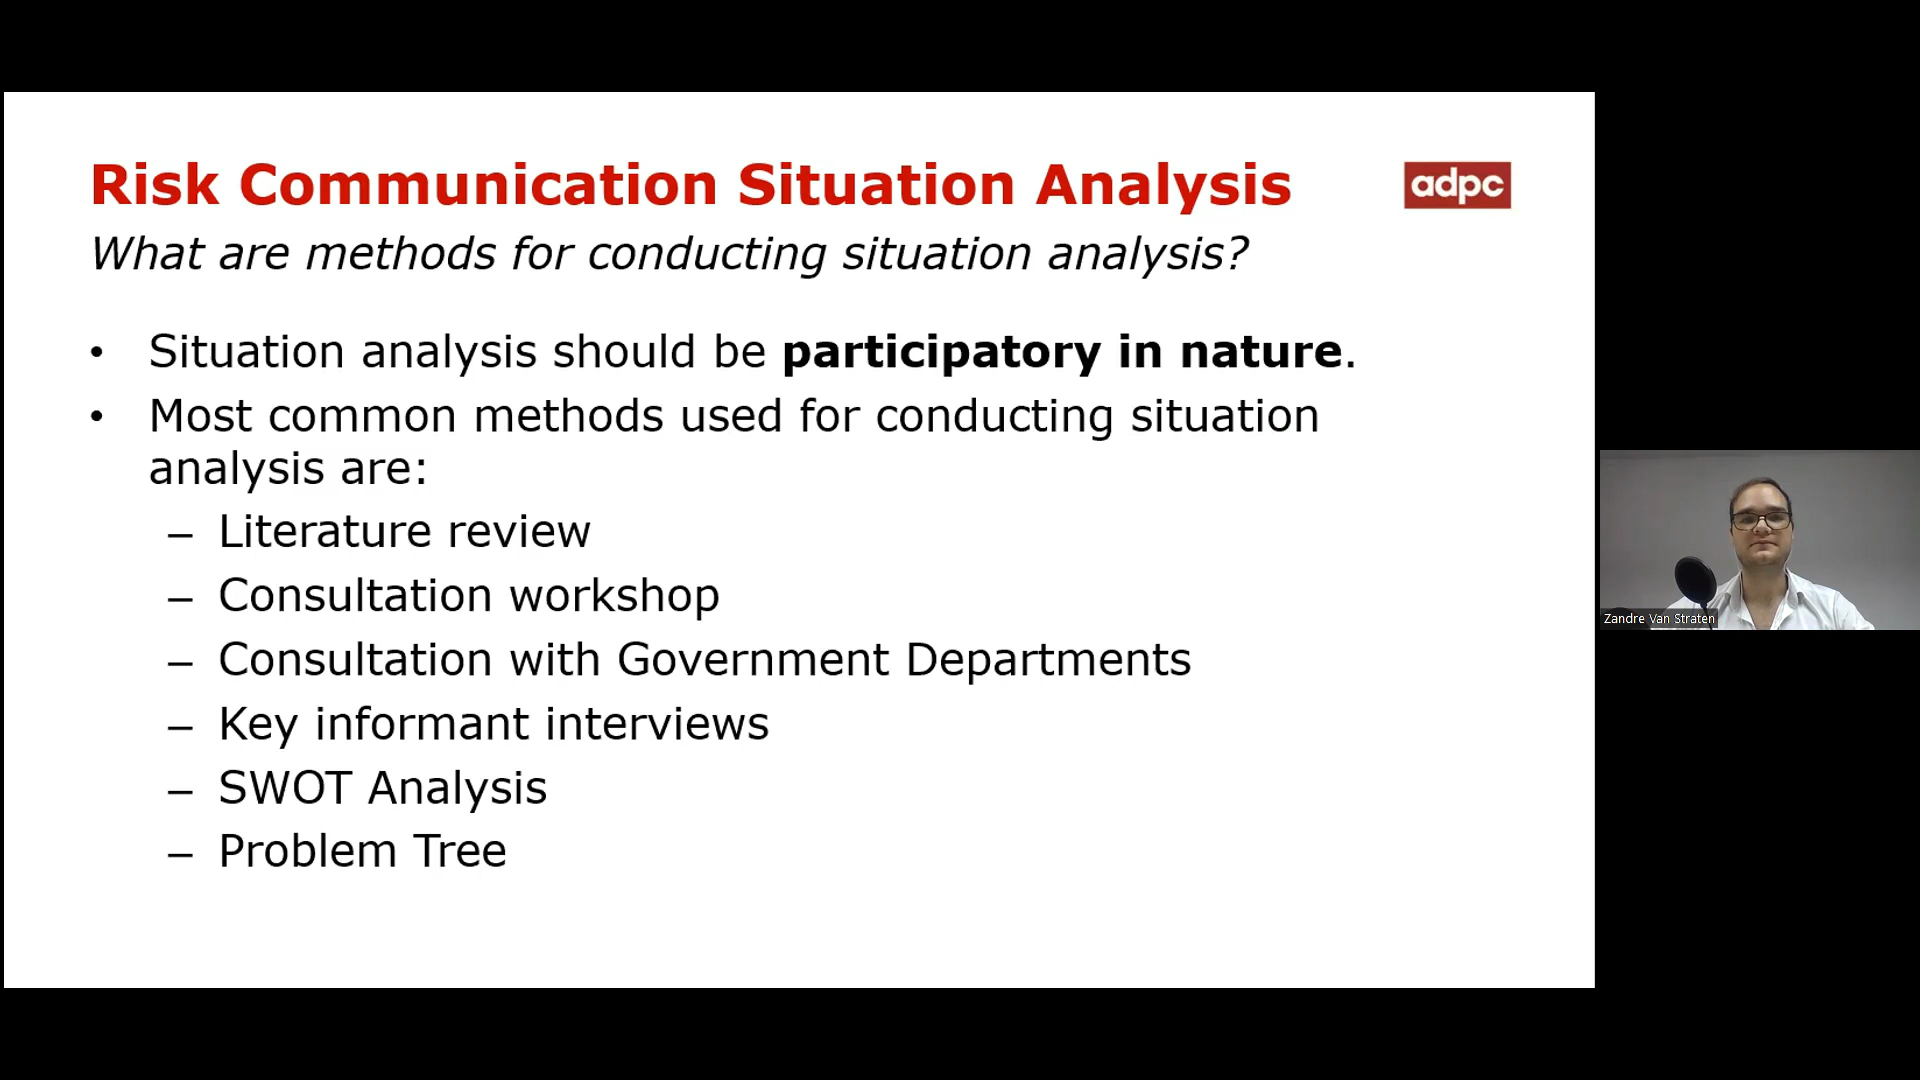 Risk Communication Situation Analysis
adpc
What are methods for conducting situation analysis?
• Situation analysis should be participatory in nature.
• Most common methods used for conducting situation
analysis are:
– Literature review
– Consultation workshop
– Consultation with Government Departments
– Key informant interviews
– SWOT Analysis
– Problem Tree
Zandre Van Straten